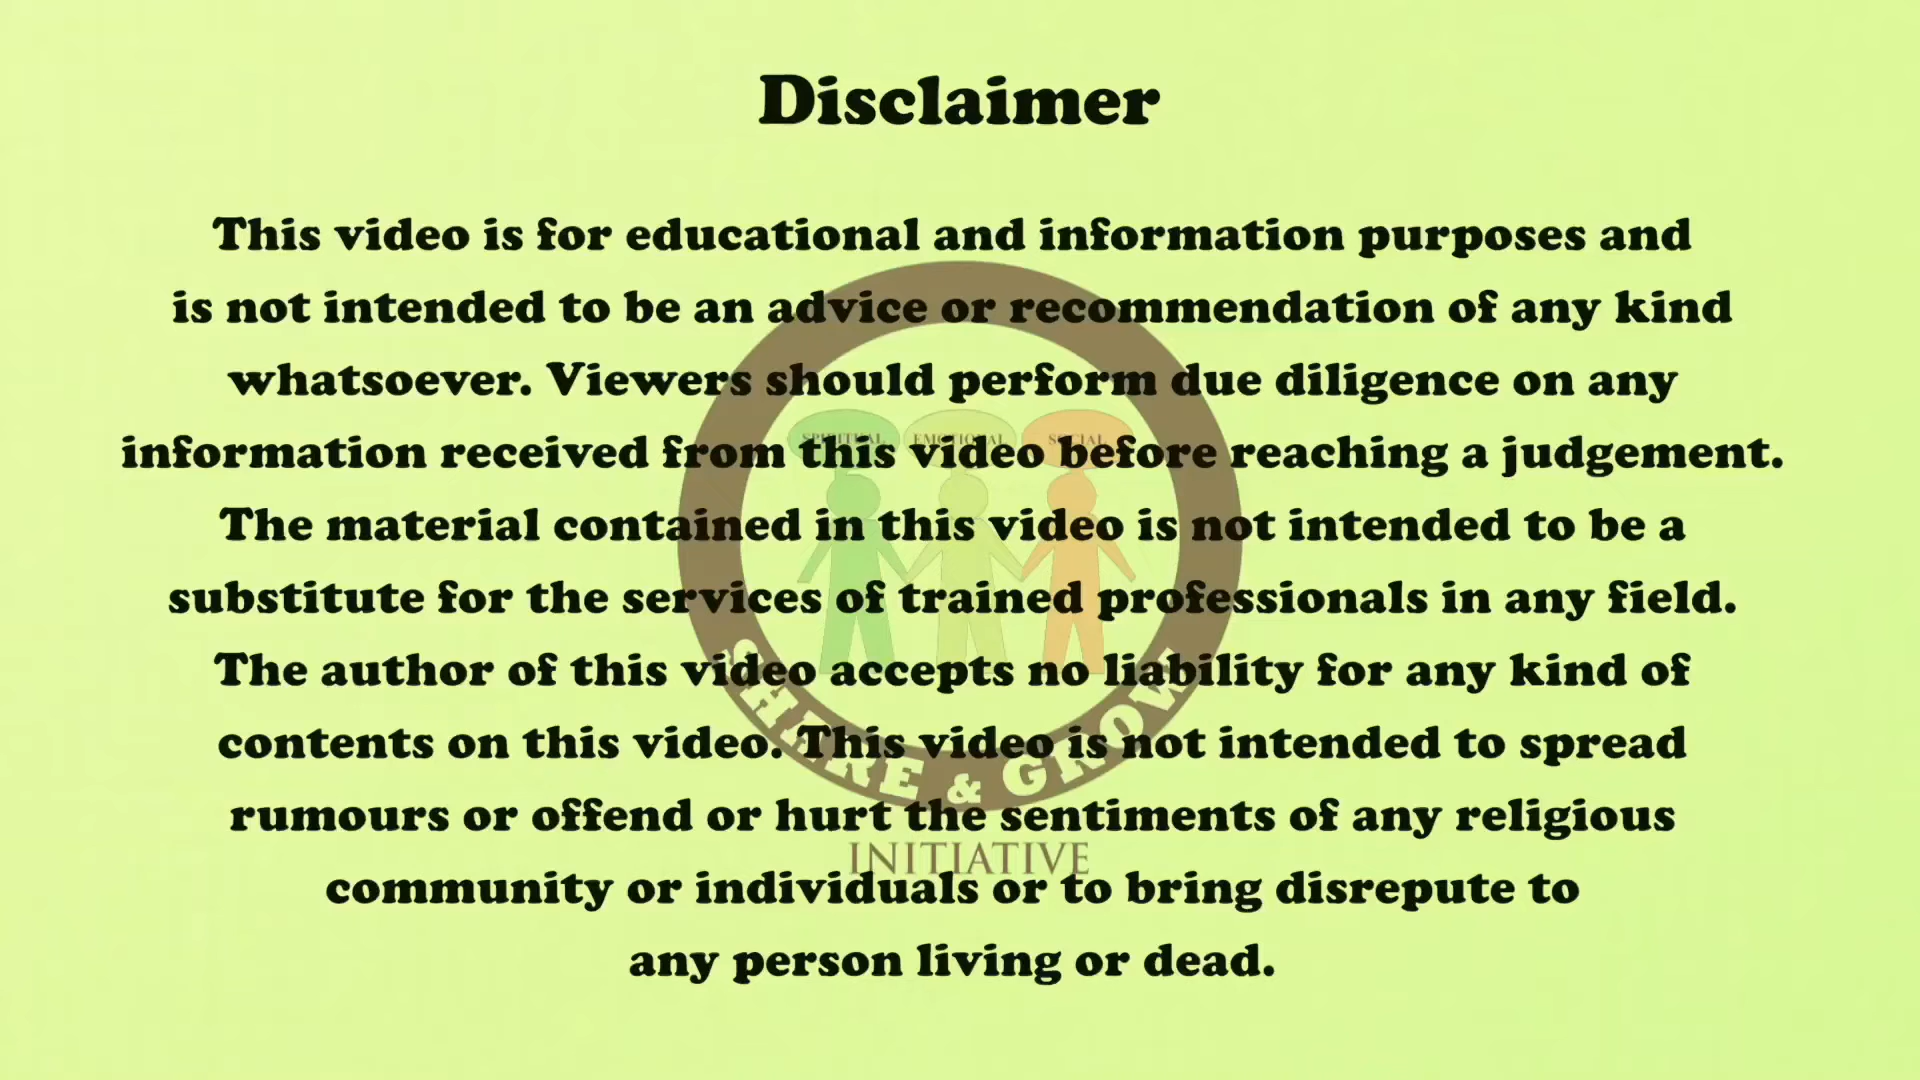 Disclaimer
This video is for educational and information purposes and
is not intended to be an advice or recommendation of any kind
whatsoever. Viewers should perform due diligence on any
SPIRITUAL EMOTIONAL SOCIAL
information received from this video before reaching a judgement.
The material contained in this video is not intended to be a
substitute for the services of trained professionals in any field.
The author of this video accepts no liability for any kind of
contents on this video. This video is not intended to spread
SHARE & GROW
rumours or offend or hurt the sentiments of any religious
INITIATIVE
community or individuals or to bring disrepute to
any person living or dead.